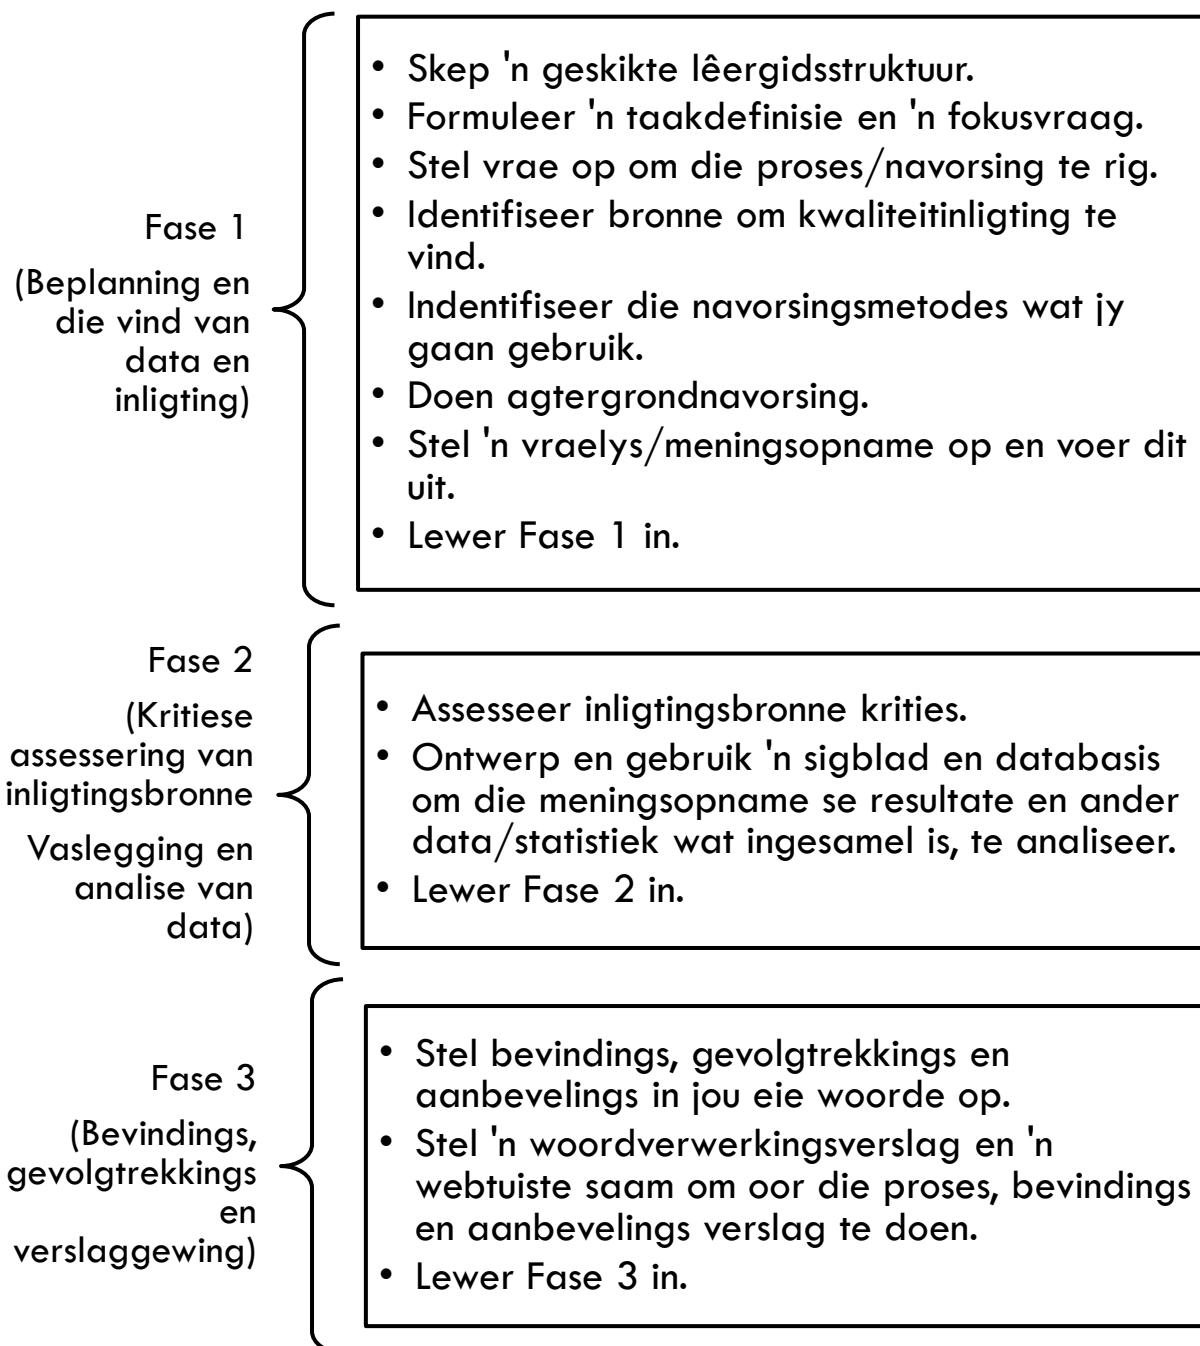 Fase 1
(Beplanning en
die vind van
data en
inligting)
• Skep 'n geskikte lêergidsstruktuur.
• Formuleer 'n taakdefinisie en 'n fokusvraag.
• Stel vrae op om die proses/navorsing te rig.
• Identifiseer bronne om kwaliteitinligting te
vind.
• Indentifiseer die navorsingsmetodes wat jy
gaan gebruik.
• Doen agtergrondnavorsing.
• Stel 'n vraelys/meningsopname op en voer dit
uit.
• Lewer Fase 1 in.
Fase 2
(Kritiese
assessering van
inligtingsbronne
Vaslegging en
analise van
data)
• Assesseer inligtingsbronne krities.
• Ontwerp en gebruik 'n sigblad en databasis
om die meningsopname se resultate en ander
data/statistiek wat ingesamel is, te analiseer.
• Lewer Fase 2 in.
Fase 3
(Bevindings,
gevolgtrekkings
en
verslaggewing)
• Stel bevindings, gevolgtrekkings en
aanbevelings in jou eie woorde op.
• Stel 'n woordverwerkingsverslag en 'n
webtuiste saam om oor die proses, bevindings
en aanbevelings verslag te doen.
• Lewer Fase 3 in.